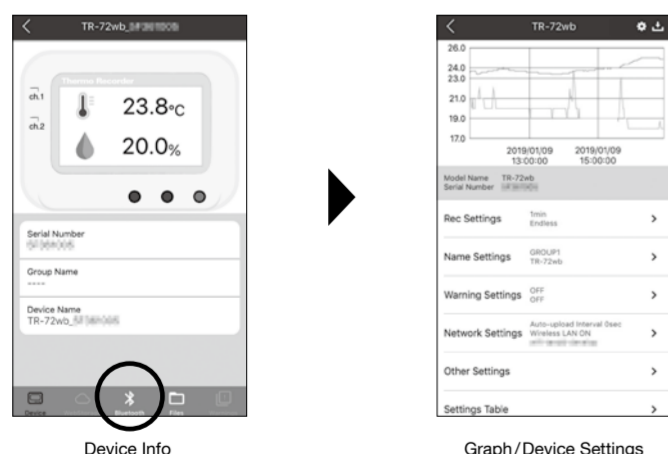 TR-72wb_
Thermo Recorder
ch.1
ch.2
23.8°C
20.0%
Serial Number
Group Name
----
Device Name
TR-72wb_
Device
Bluetooth
Files
Device Info
TR-72wb
26.0
24.0
23.0
21.0
19.0
17.0
2019/01/09
13:00:00
2019/01/09
15:00:00
Model Name TR-72wb
Serial Number
Rec Settings
1min
Endless
Name Settings
GROUP1
TR-72wb
Warning Settings
OFF
OFF
Network Settings
Auto-upload Interval 0sec
Wireless LAN ON
Other Settings
Settings Table
Graph/Device Settings